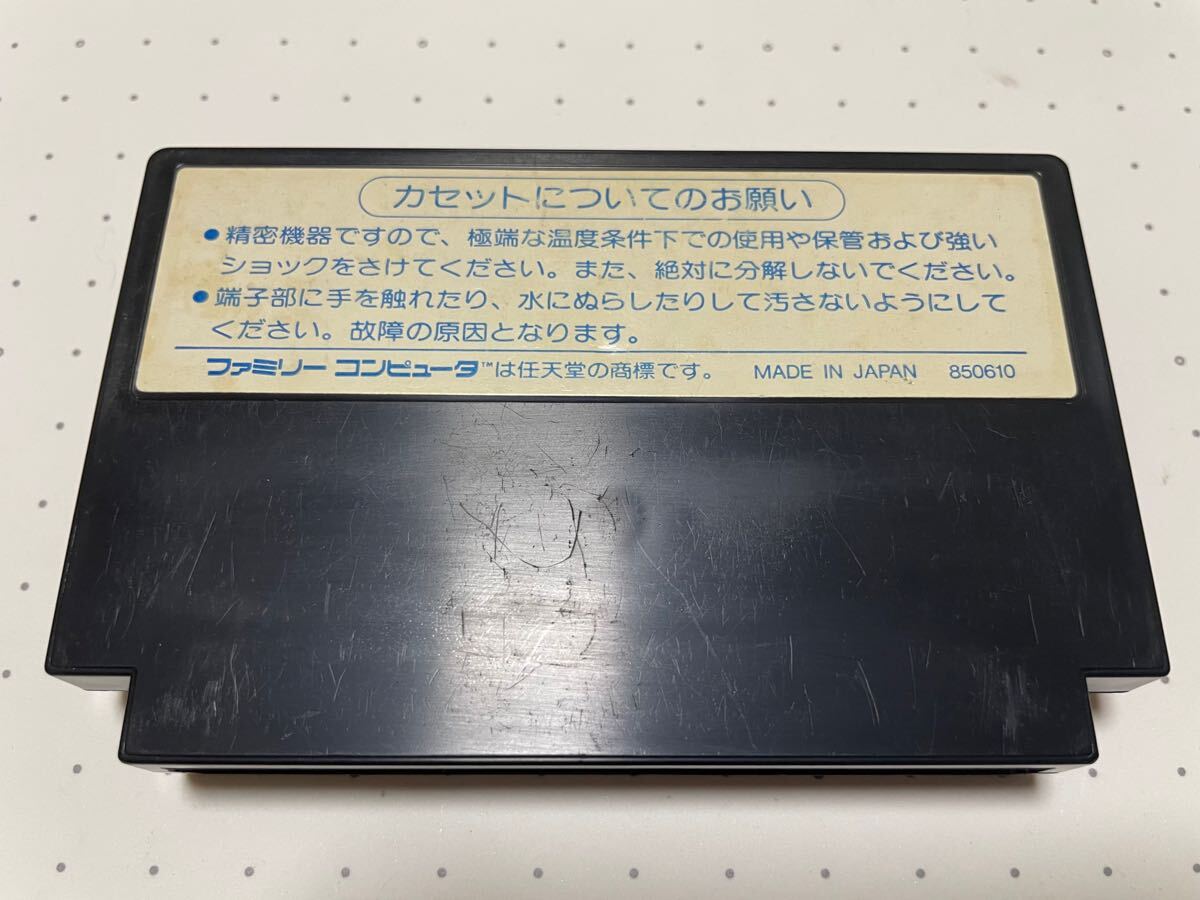 カセットについてのお願い
●精密機器ですので、極端な温度条件下での使用や保管および強い
ショックをさけてください。また、絶対に分解しないでください。
●端子部に手を触れたり、水にぬらしたりして汚さないようにして
ください。故障の原因となります。
ファミリー コンピュータ™は任天堂の商標です。 MADE IN JAPAN 850610